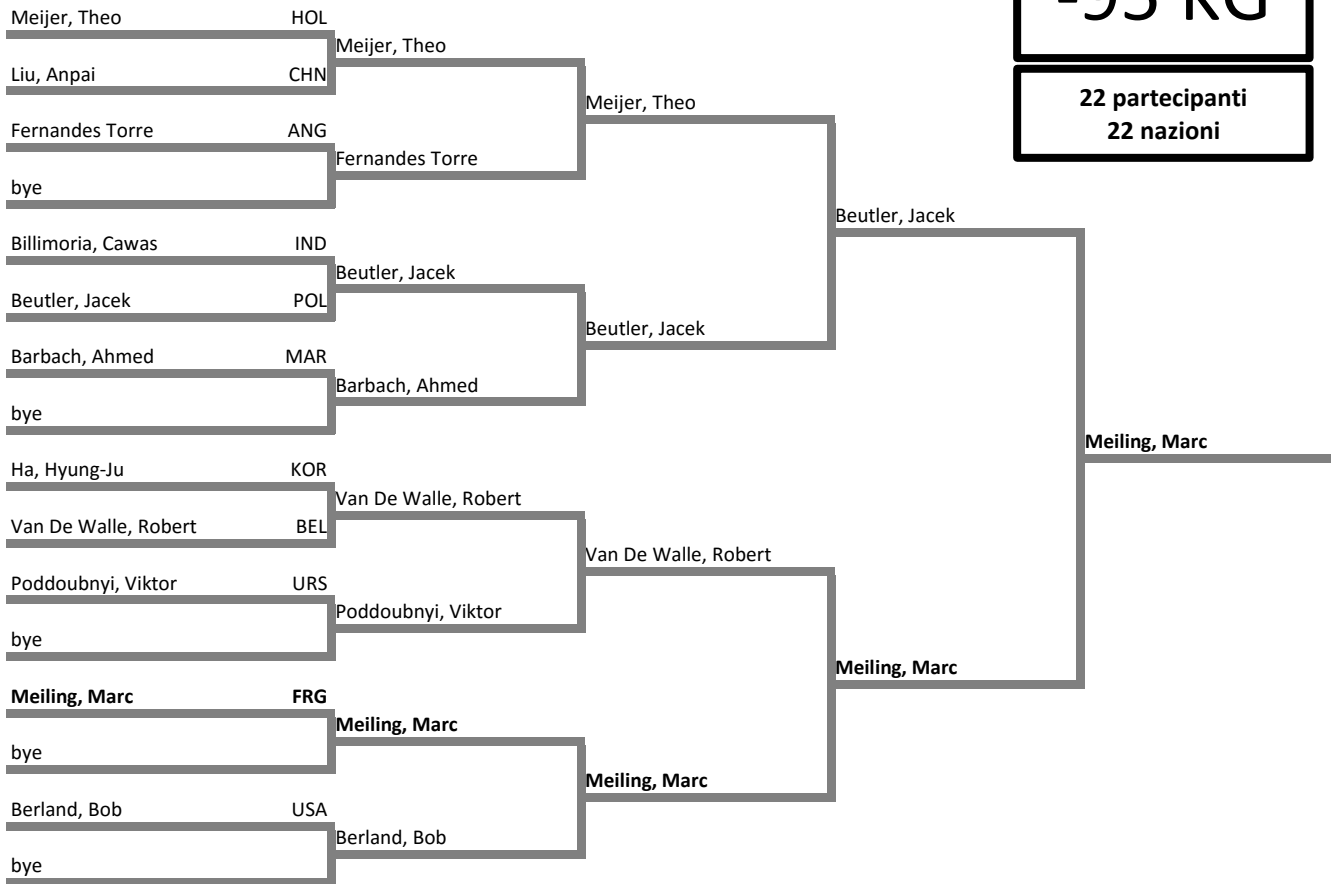 -95 KG
22 partecipanti
22 nazioni
Meijer, Theo HOL
Liu, Anpai CHN
Fernandes Torre ANG
bye
Billimoria, Cawas IND
Beutler, Jacek POL
Barbach, Ahmed MAR
bye
Ha, Hyung-Ju KOR
Van De Walle, Robert BEL
Poddoubnyi, Viktor URS
bye
Meiling, Marc FRG
bye
Berland, Bob USA
bye
Meijer, Theo
Fernandes Torre
Beutler, Jacek
Barbach, Ahmed
Van De Walle, Robert
Poddoubnyi, Viktor
Meiling, Marc
Berland, Bob
Meijer, Theo
Beutler, Jacek
Van De Walle, Robert
Meiling, Marc
Beutler, Jacek
Meiling, Marc
Meiling, Marc